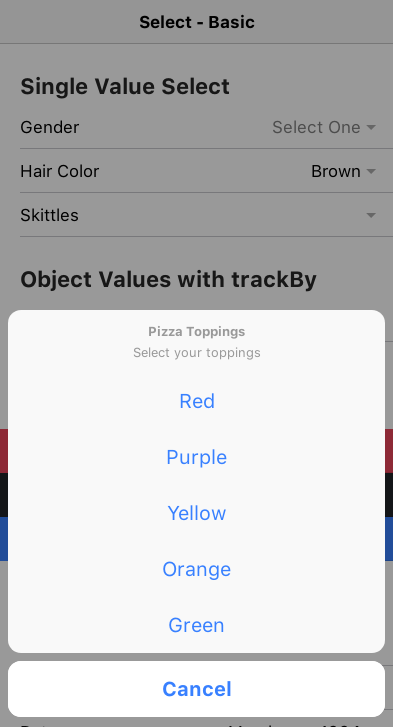 Select - Basic
Single Value Select
Gender Select One
Hair Color Brown
Skittles
Object Values with trackBy
Pizza Toppings
Select your toppings
Red
Purple
Yellow
Orange
Green
Cancel